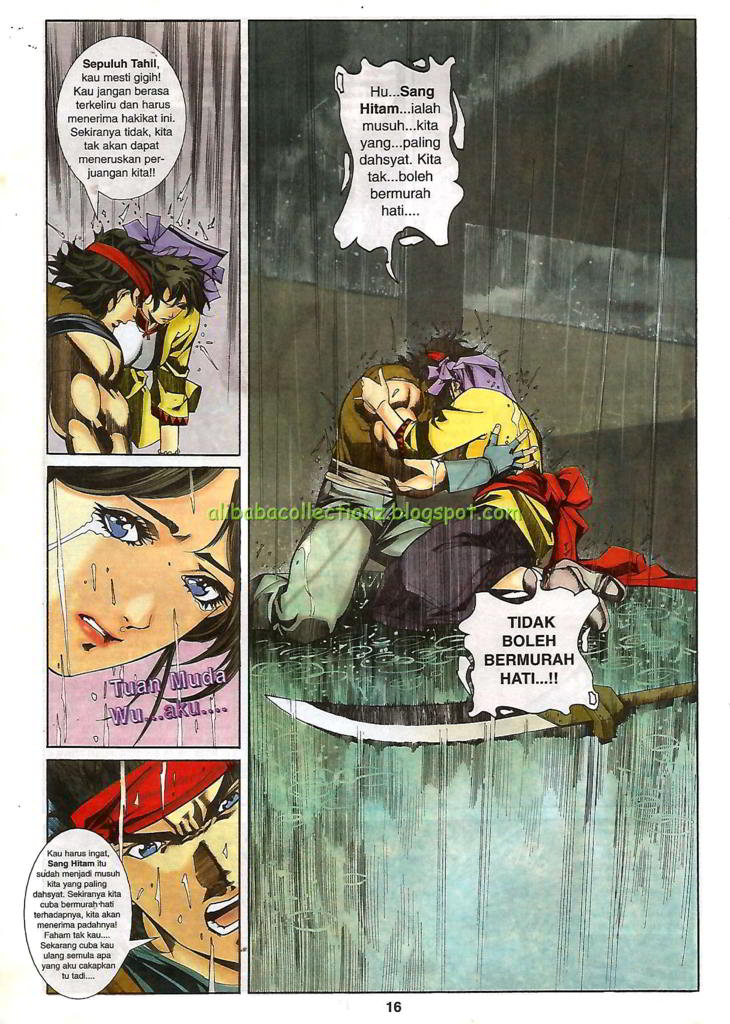 Sepuluh Tahil,
kau mesti gigih!
Kau jangan berasa
terkeliru dan harus
menerima hakikat ini.
Sekiranya tidak, kita
tak akan dapat
meneruskan per-
juangan kita!!
Tuan Muda
Wu...aku....
Kau harus ingat,
Sang Hitam itu
sudah menjadi musuh
kita yang paling
dahsyat. Sekiranya kita
cuba bermurah hati
terhadapnya, kita akan
menerima padahnya!
Faham tak kau....
Sekarang cuba kau
ulang semula apa
yang aku cakapkan
tu tadi....
Hu...Sang
Hitam...ialah
musuh...kita
yang...paling
dahsyat. Kita
tak...boleh
bermurah
hati....
alibabacollectionz.blogspot.com
TIDAK
BOLEH
BERMURAH
HATI...!!
16